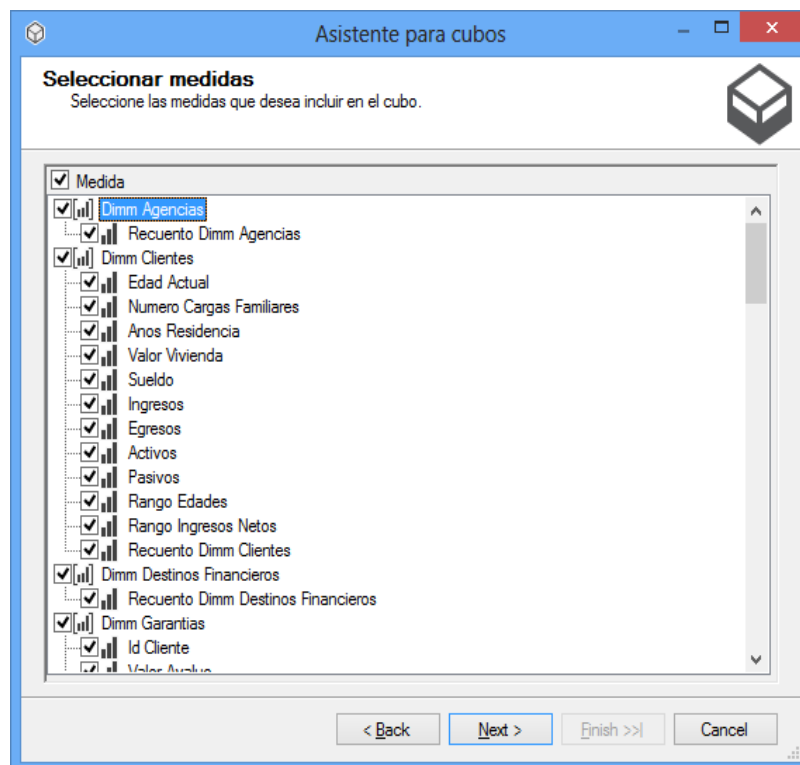 Asistente para cubos
Seleccionar medidas
Seleccione las medidas que desea incluir en el cubo.
Medida
Dimm Agencias
Recuento Dimm Agencias
Dimm Clientes
Edad Actual
Numero Cargas Familiares
Anos Residencia
Valor Vivienda
Sueldo
Ingresos
Egresos
Activos
Pasivos
Rango Edades
Rango Ingresos Netos
Recuento Dimm Clientes
Dimm Destinos Financieros
Recuento Dimm Destinos Financieros
Dimm Garantias
Id Cliente
Valor Avaluo
< Back Next > Finish >>| Cancel